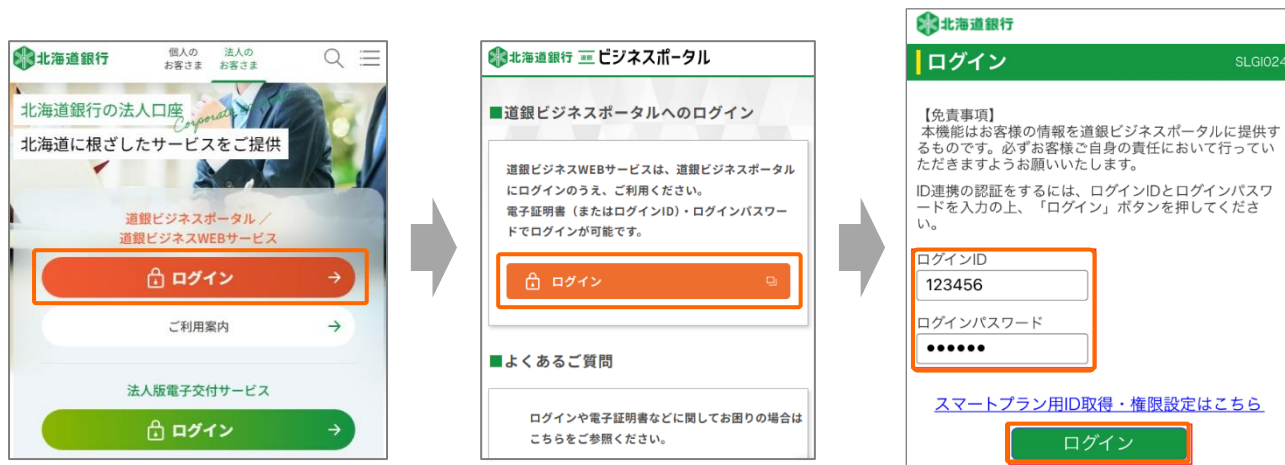 北海道銀行
個人の
お客さま
法人の
お客さま
北海道銀行の法人口座
Corporate
北海道に根ざしたサービスをご提供
道銀ビジネスポータル／
道銀ビジネスWEBサービス
ログイン
ご利用案内
法人版電子交付サービス
ログイン
北海道銀行 道銀 ビジネスポータル
■道銀ビジネスポータルへのログイン
道銀ビジネスWEBサービスは、道銀ビジネスポータル
にログインのうえ、ご利用ください。
電子証明書（またはログインID）・ログインパスワー
ドでログインが可能です。
ログイン
■よくあるご質問
ログインや電子証明書などに関してお困りの場合は
こちらをご参照ください。
北海道銀行
ログイン
SLGI024
【免責事項】
本機能はお客様の情報を道銀ビジネスポータルに提供す
るものです。必ずお客様ご自身の責任において行ってい
ただきますようお願いいたします。
ID連携の認証をするには、ログインIDとログインパスワ
ードを入力の上、「ログイン」ボタンを押してくださ
い。
ログインID
123456
ログインパスワード
●●●●●●
スマートプラン用ID取得・権限設定はこちら
ログイン